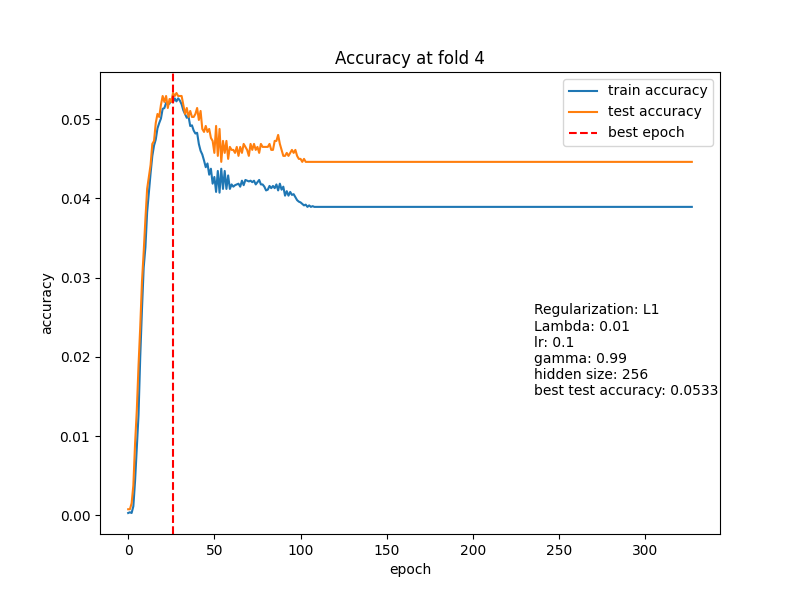 Accuracy at fold 4
train accuracy
test accuracy
best epoch
accuracy
0.05
0.04
0.03
0.02
0.01
0.00
Regularization: L1
Lambda: 0.01
lr: 0.1
gamma: 0.99
hidden size: 256
best test accuracy: 0.0533
0 50 100 150 200 250 300
epoch